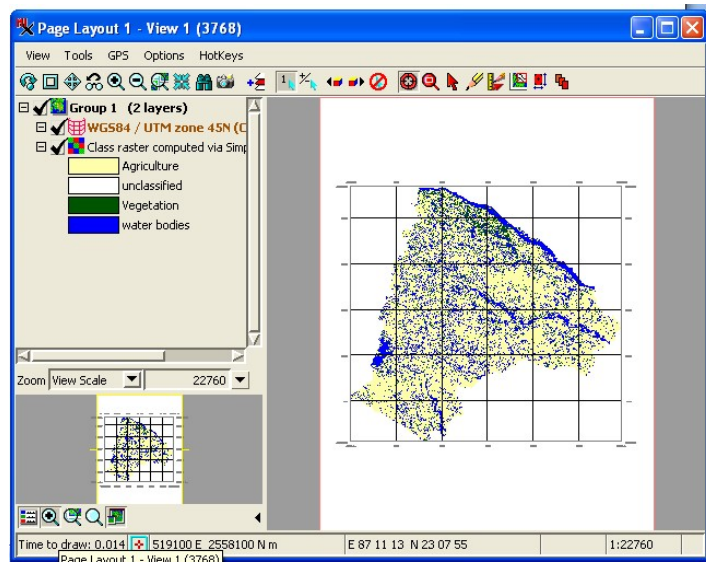 Page Layout 1 - View 1 (3768)
View Tools GPS Options HotKeys
Group 1 (2 layers)
WGS84 / UTM zone 45N (C
Class raster computed via Simp
Agriculture
unclassified
Vegetation
water bodies
Zoom View Scale 22760
Time to draw: 0.014 519100 E 2558100 N m E 87 11 13 N 23 07 55 1:22760
Page Layout 1 - View 1 (3768)